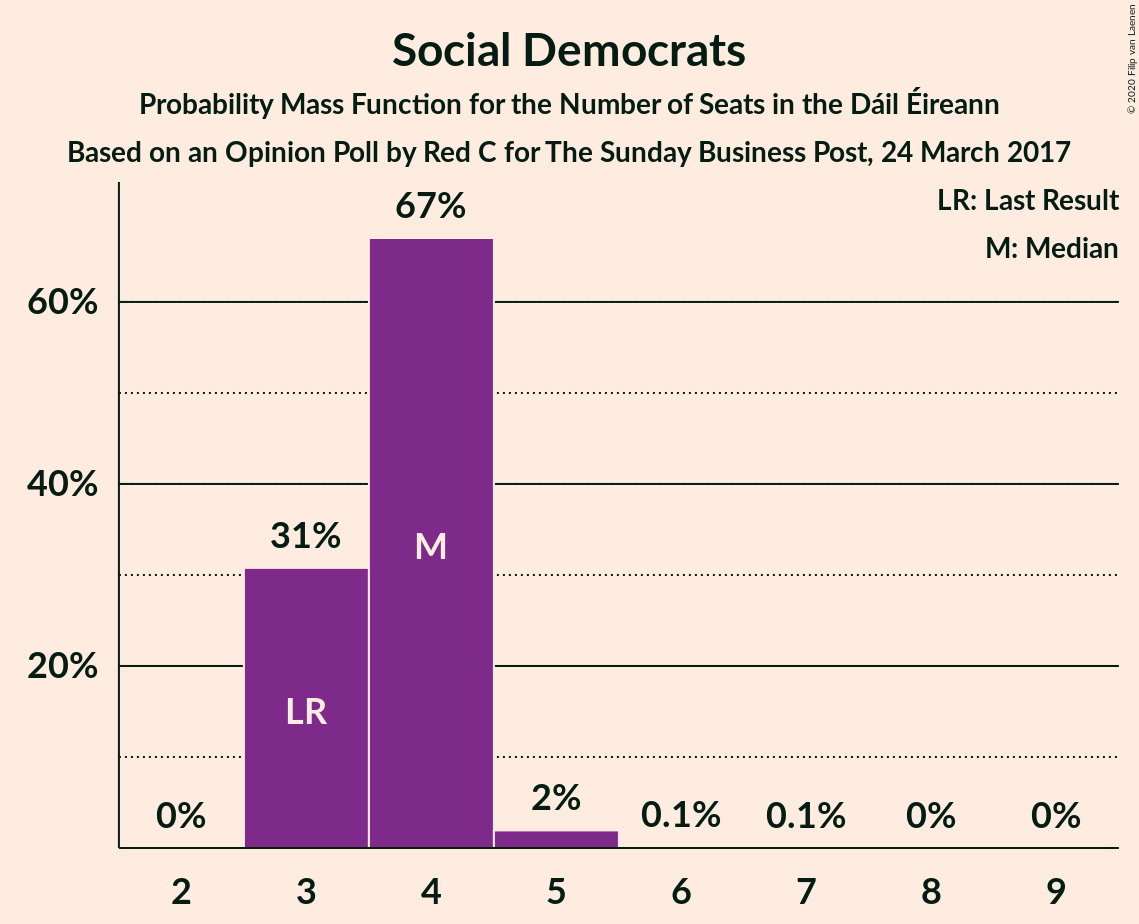 Social Democrats
Probability Mass Function for the Number of Seats in the Dáil Éireann
Based on an Opinion Poll by Red C for The Sunday Business Post, 24 March 2017
© 2020 Filip van Laenen
LR: Last Result
M: Median
60%
40%
20%
0%
31%
67%
2%
0.1%
0.1%
0%
0%
LR
M
2 3 4 5 6 7 8 9